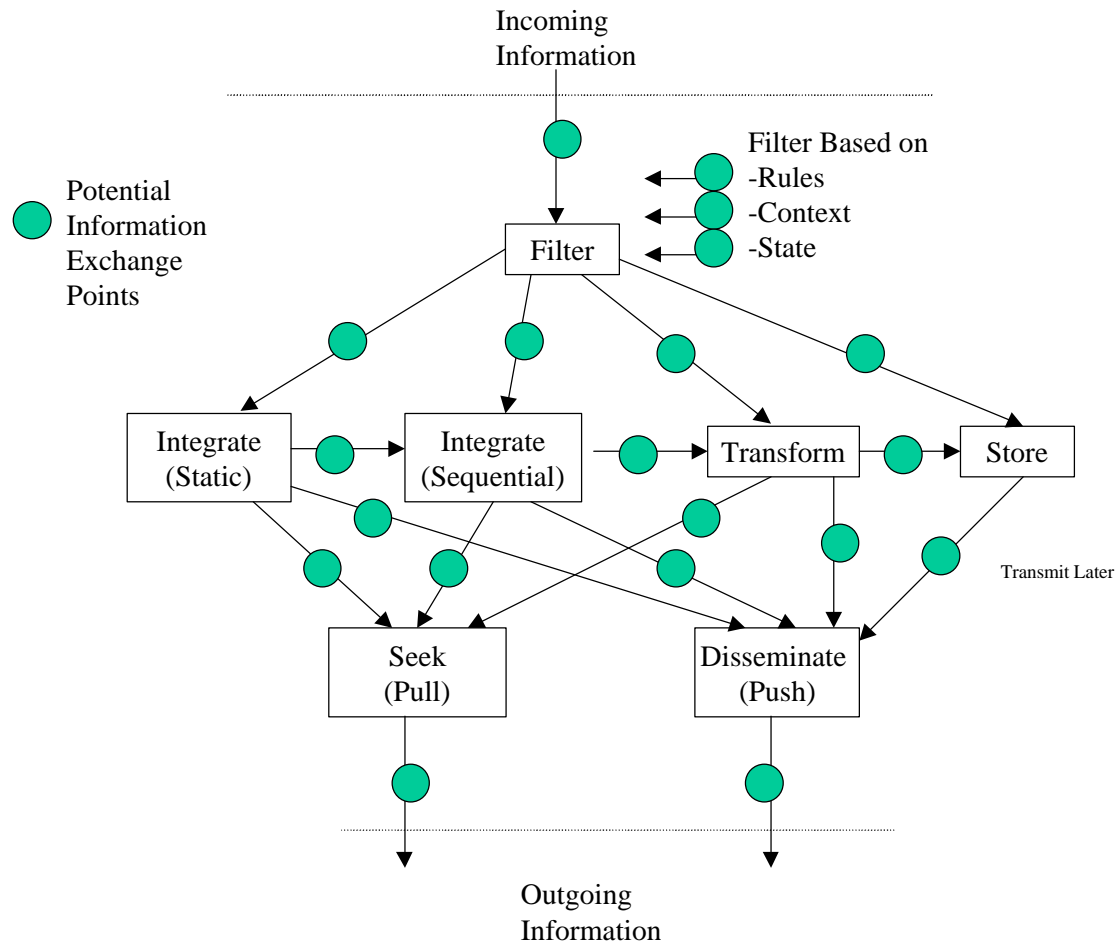 Incoming
Information
Filter Based on
-Rules
-Context
-State
Potential
Information
Exchange
Points
Filter
Integrate
(Static)
Integrate
(Sequential)
Transform
Store
Transmit Later
Seek
(Pull)
Disseminate
(Push)
Outgoing
Information